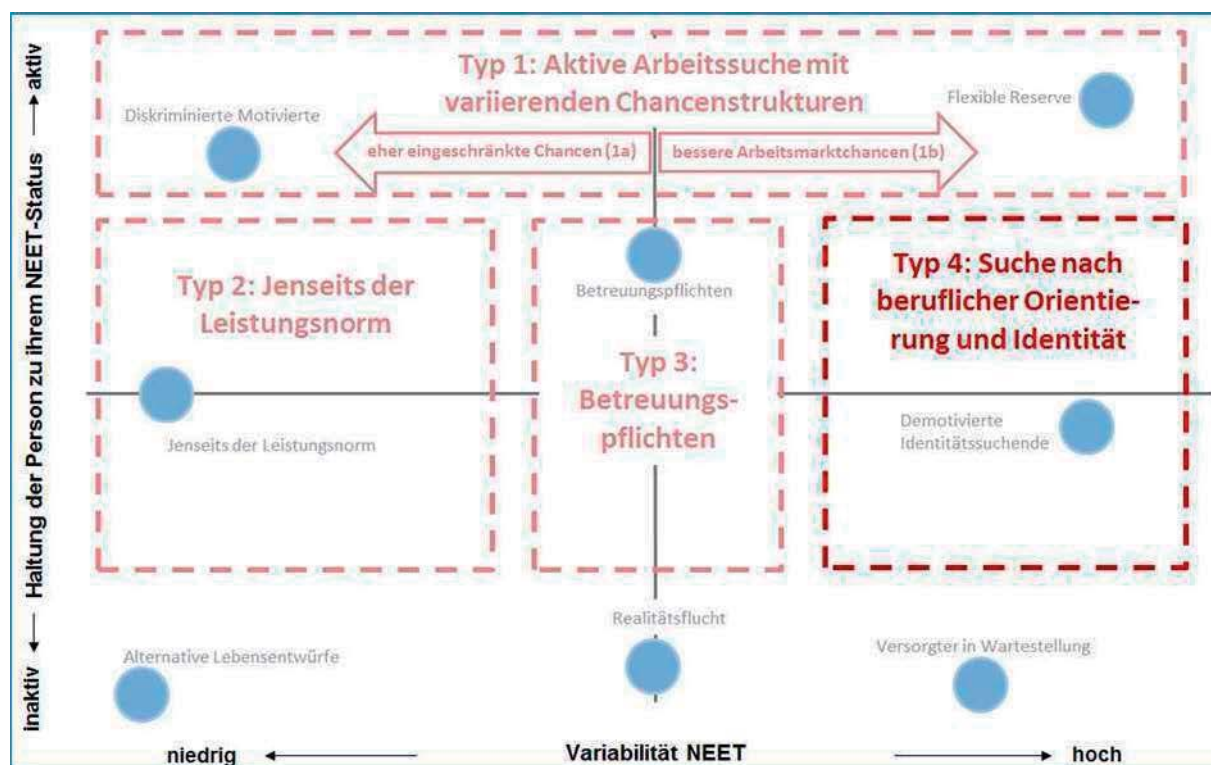 Haltung der Person zu ihrem NEET-Status
aktiv
inaktiv
Typ 1: Aktive Arbeitssuche mit
variierenden Chancenstrukturen
Diskriminierte Motivierte
Flexible Reserve
eher eingeschränkte Chancen (1a)
bessere Arbeitsmarktchancen (1b)
Typ 2: Jenseits der
Leistungsnorm
Jenseits der Leistungsnorm
Betreuungspflichten
Typ 3:
Betreuungs-
pflichten
Typ 4: Suche nach
beruflicher Orientie-
rung und Identität
Demotivierte
Identitätssuchende
Alternative Lebensentwürfe
Realitätsflucht
Versorgter in Wartestellung
niedrig
Variabilität NEET
hoch